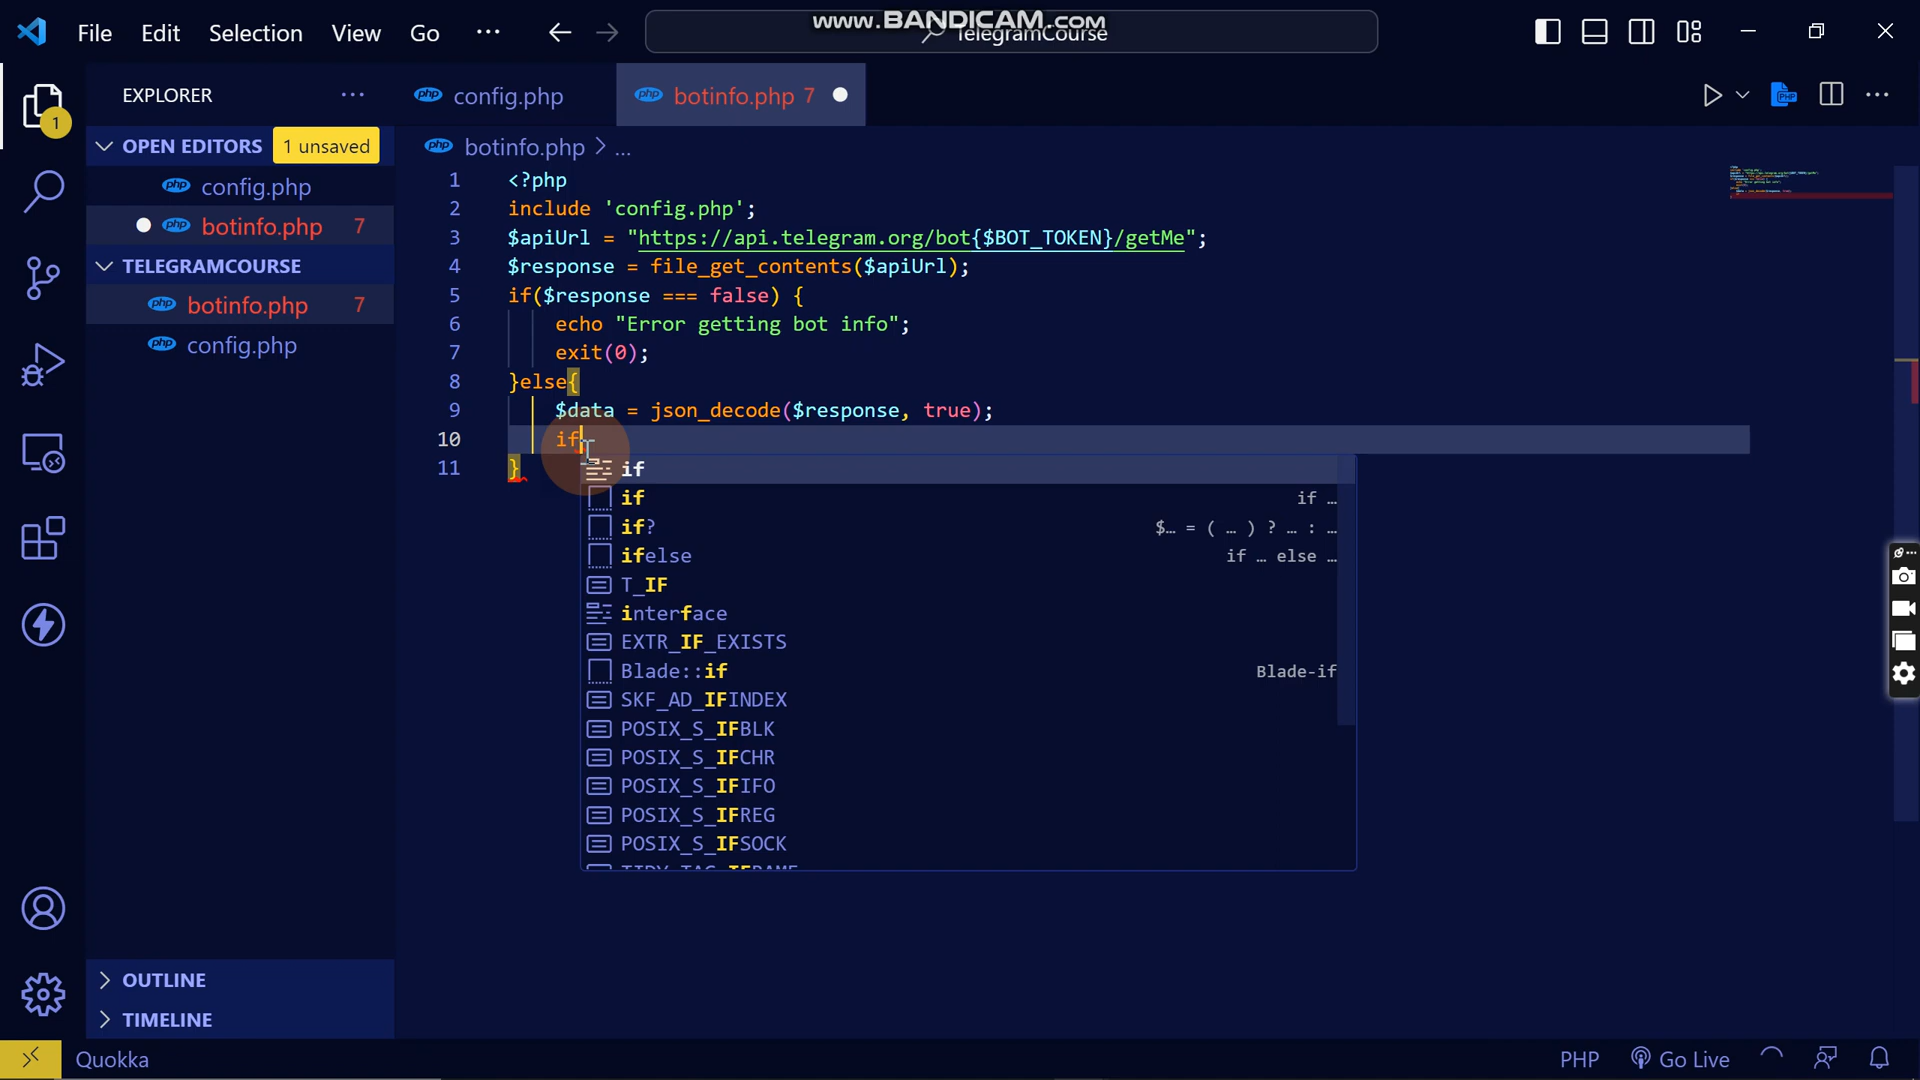 www.BANDICAM.com
File Edit Selection View Go ...
TelegramCourse
EXPLORER
config.php
botinfo.php 7
OPEN EDITORS 1 unsaved
config.php
botinfo.php 7
TELEGRAMCOURSE
botinfo.php 7
config.php
botinfo.php > ...
1 <?php
2 include 'config.php';
3 $apiUrl = "https://api.telegram.org/bot{$BOT_TOKEN}/getMe";
4 $response = file_get_contents($apiUrl);
5 if($response === false) {
6 echo "Error getting bot info";
7 exit(0);
8 }else{
9 $data = json_decode($response, true);
10 if
11 }
if
if if …
if? $… = ( … ) ? … : …
ifelse if … else …
T_IF
interface
EXTR_IF_EXISTS
Blade::if Blade-if
SKF_AD_IFINDEX
POSIX_S_IFBLK
POSIX_S_IFCHR
POSIX_S_IFIFO
POSIX_S_IFREG
POSIX_S_IFSOCK
OUTLINE
TIMELINE
Quokka
PHP
Go Live
1
PHP